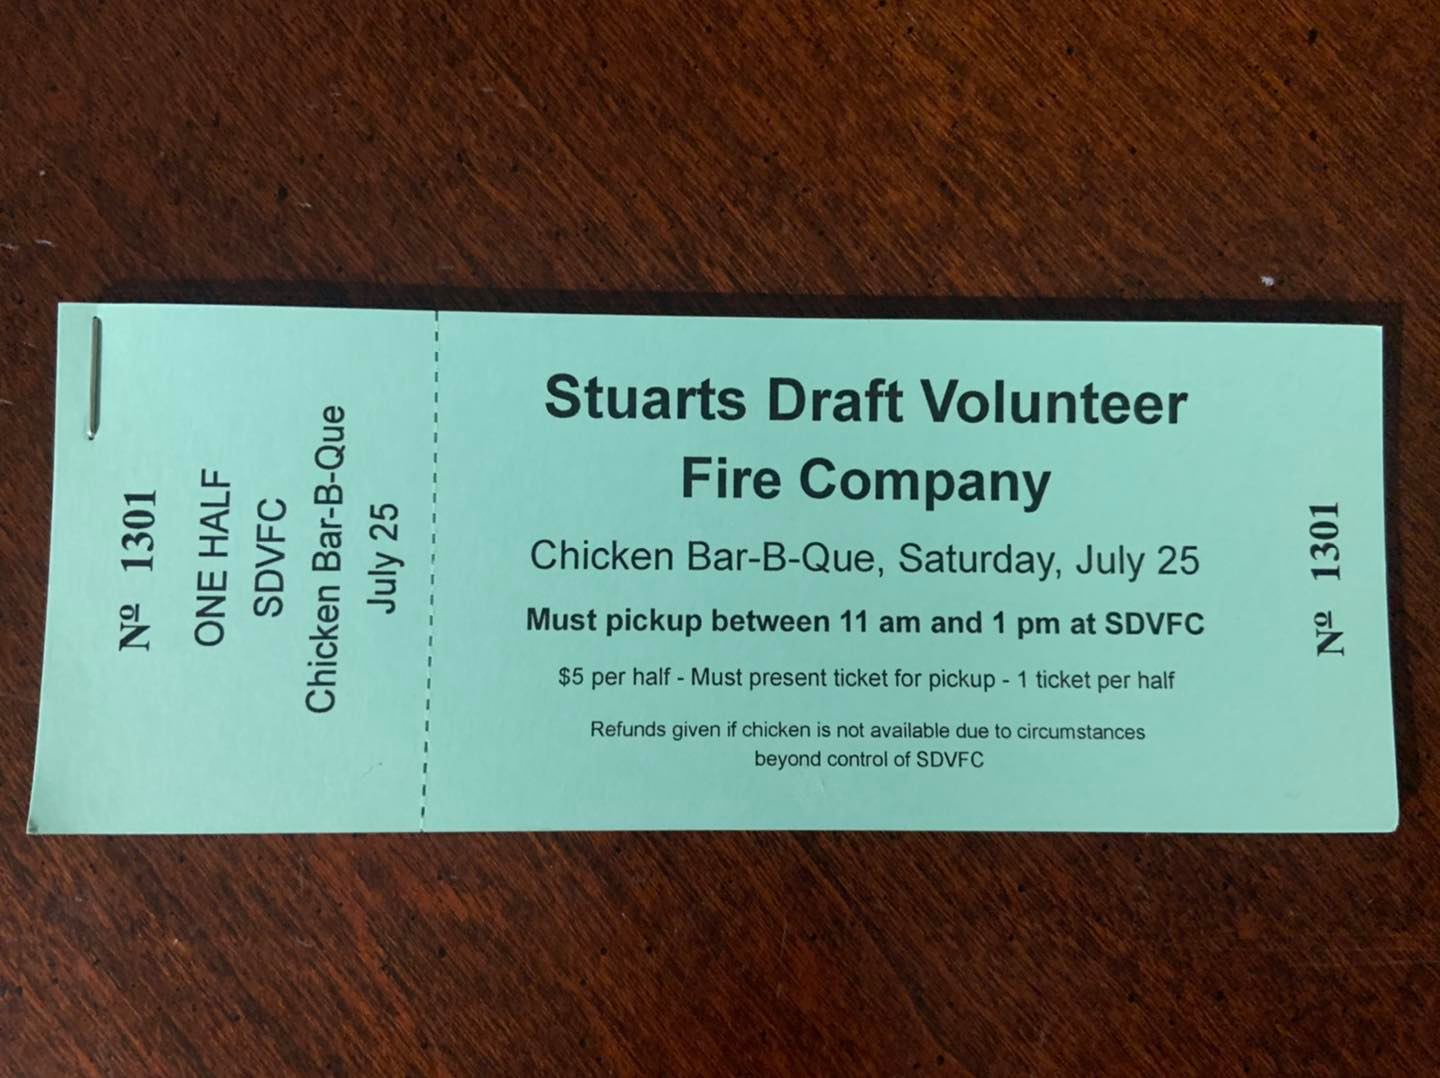 Nº 1301
ONE HALF
SDVFC
Chicken Bar-B-Que
July 25
Stuarts Draft Volunteer
Fire Company
Chicken Bar-B-Que, Saturday, July 25
Must pickup between 11 am and 1 pm at SDVFC
$5 per half - Must present ticket for pickup - 1 ticket per half
Refunds given if chicken is not available due to circumstances
beyond control of SDVFC
Nº 1301